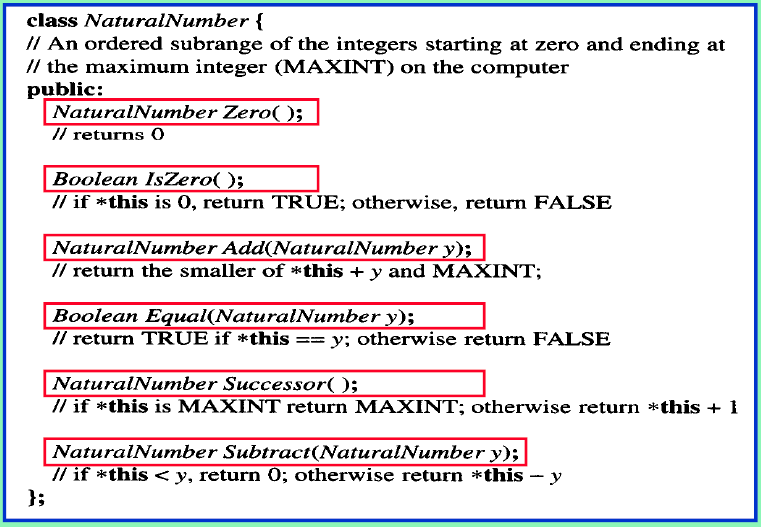 class NaturalNumber {
// An ordered subrange of the integers starting at zero and ending at
// the maximum integer (MAXINT) on the computer
public:
NaturalNumber Zero( );
// returns 0
Boolean IsZero( );
// if *this is 0, return TRUE; otherwise, return FALSE
NaturalNumber Add(NaturalNumber y);
// return the smaller of *this + y and MAXINT;
Boolean Equal(NaturalNumber y);
// return TRUE if *this == y; otherwise return FALSE
NaturalNumber Successor( );
// if *this is MAXINT return MAXINT; otherwise return *this + 1
NaturalNumber Subtract(NaturalNumber y);
// if *this < y, return 0; otherwise return *this – y
};